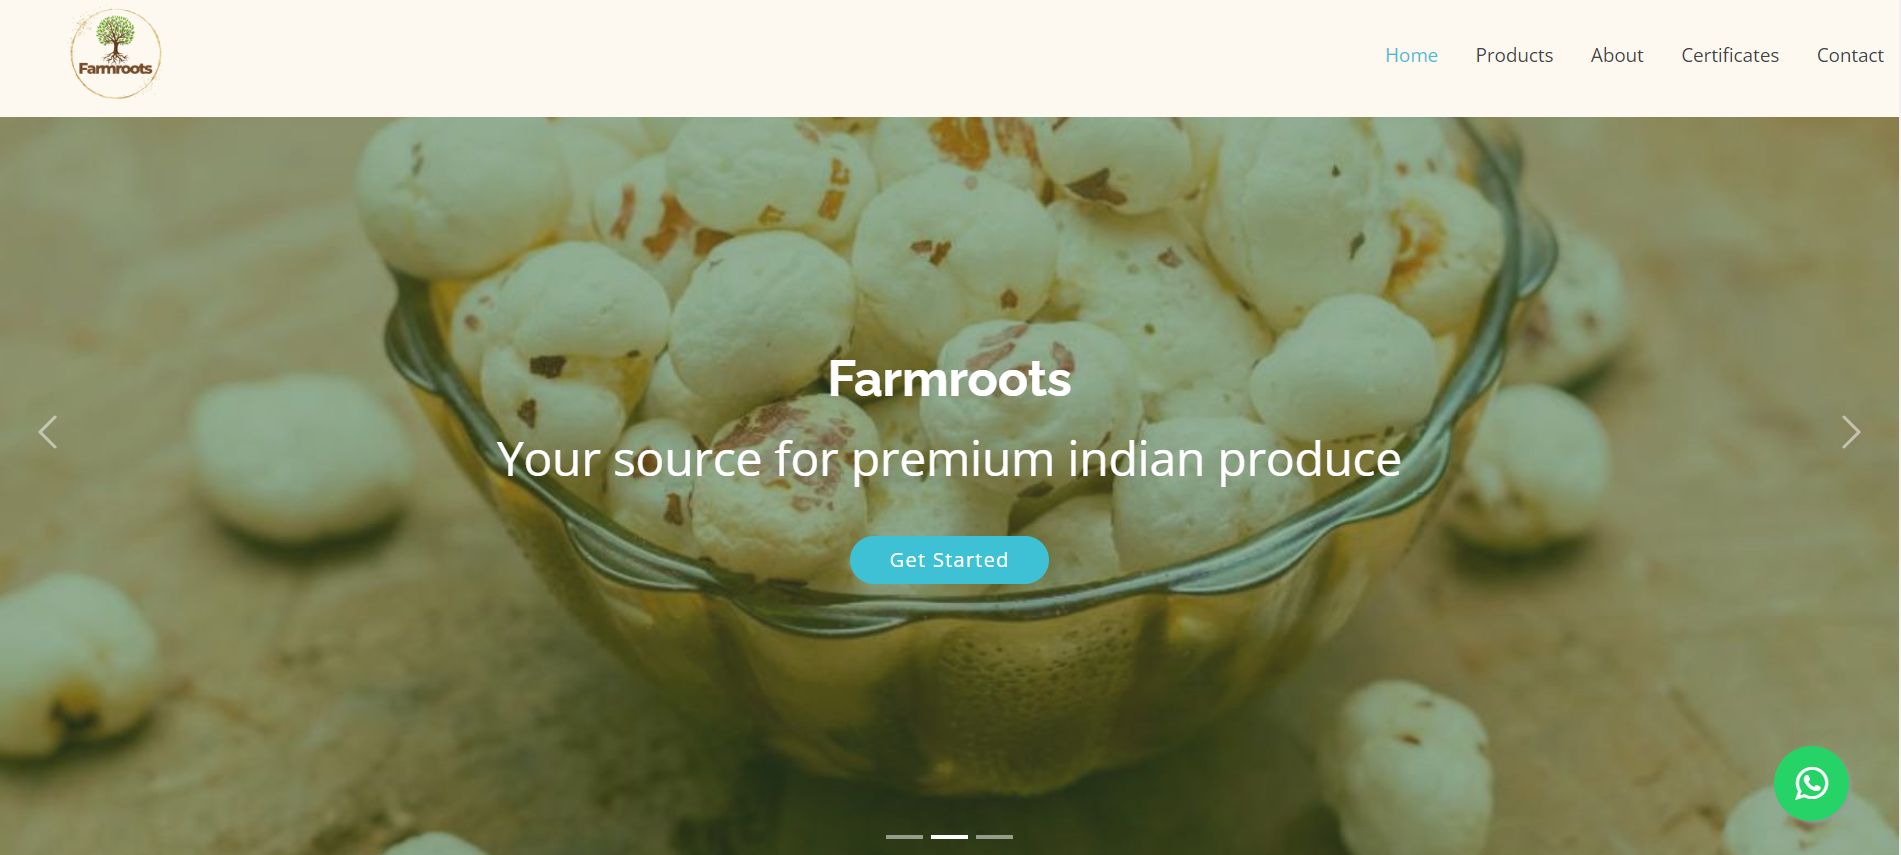 Farmroots
Home Products About Certificates Contact
Farmroots
Your source for premium indian produce
Get Started